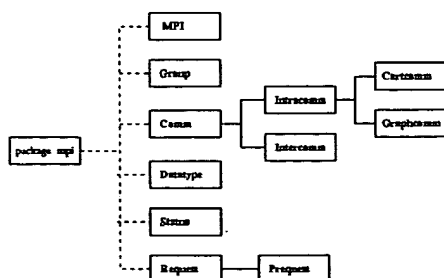 MPI
Group
Cartcomm
Intracomm
Comm
Graphcomm
package mpi
Intercomm
Datatype
Status
Request
Prequest